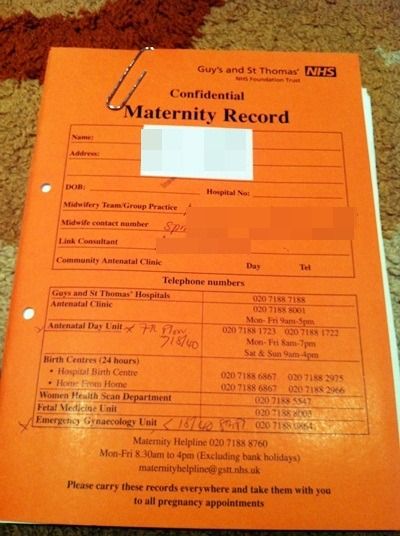 Guy's and St Thomas' NHS
NHS Foundation Trust
Confidential
Maternity Record
Name:
Address:
DOB: Hospital No:
Midwifery Team/Group Practice
Midwife contact number
Link Consultant
Community Antenatal Clinic Day Tel
Telephone numbers
Guy's and St Thomas' Hospitals 020 7188 7188
Antenatal Clinic 020 7188 8001
Mon- Fri 9am-5pm
Antenatal Day Unit 020 7188 1723 020 7188 1722
Mon- Fri 8am-7pm
Sat & Sun 9am-4pm
Birth Centres (24 hours)
• Hospital Birth Centre 020 7188 6867 020 7188 2975
• Home From Home 020 7188 6867 020 7188 2966
Women Health Scan Department 020 7188 5543
Fetal Medicine Unit 020 7188 8003
Emergency Gynaecology Unit 020 7188 0864
Maternity Helpline 020 7188 8760
Mon-Fri 8.30am to 4pm (Excluding bank holidays)
maternityhelpline@gstt.nhs.uk
Please carry these records everywhere and take them with you
to all pregnancy appointments